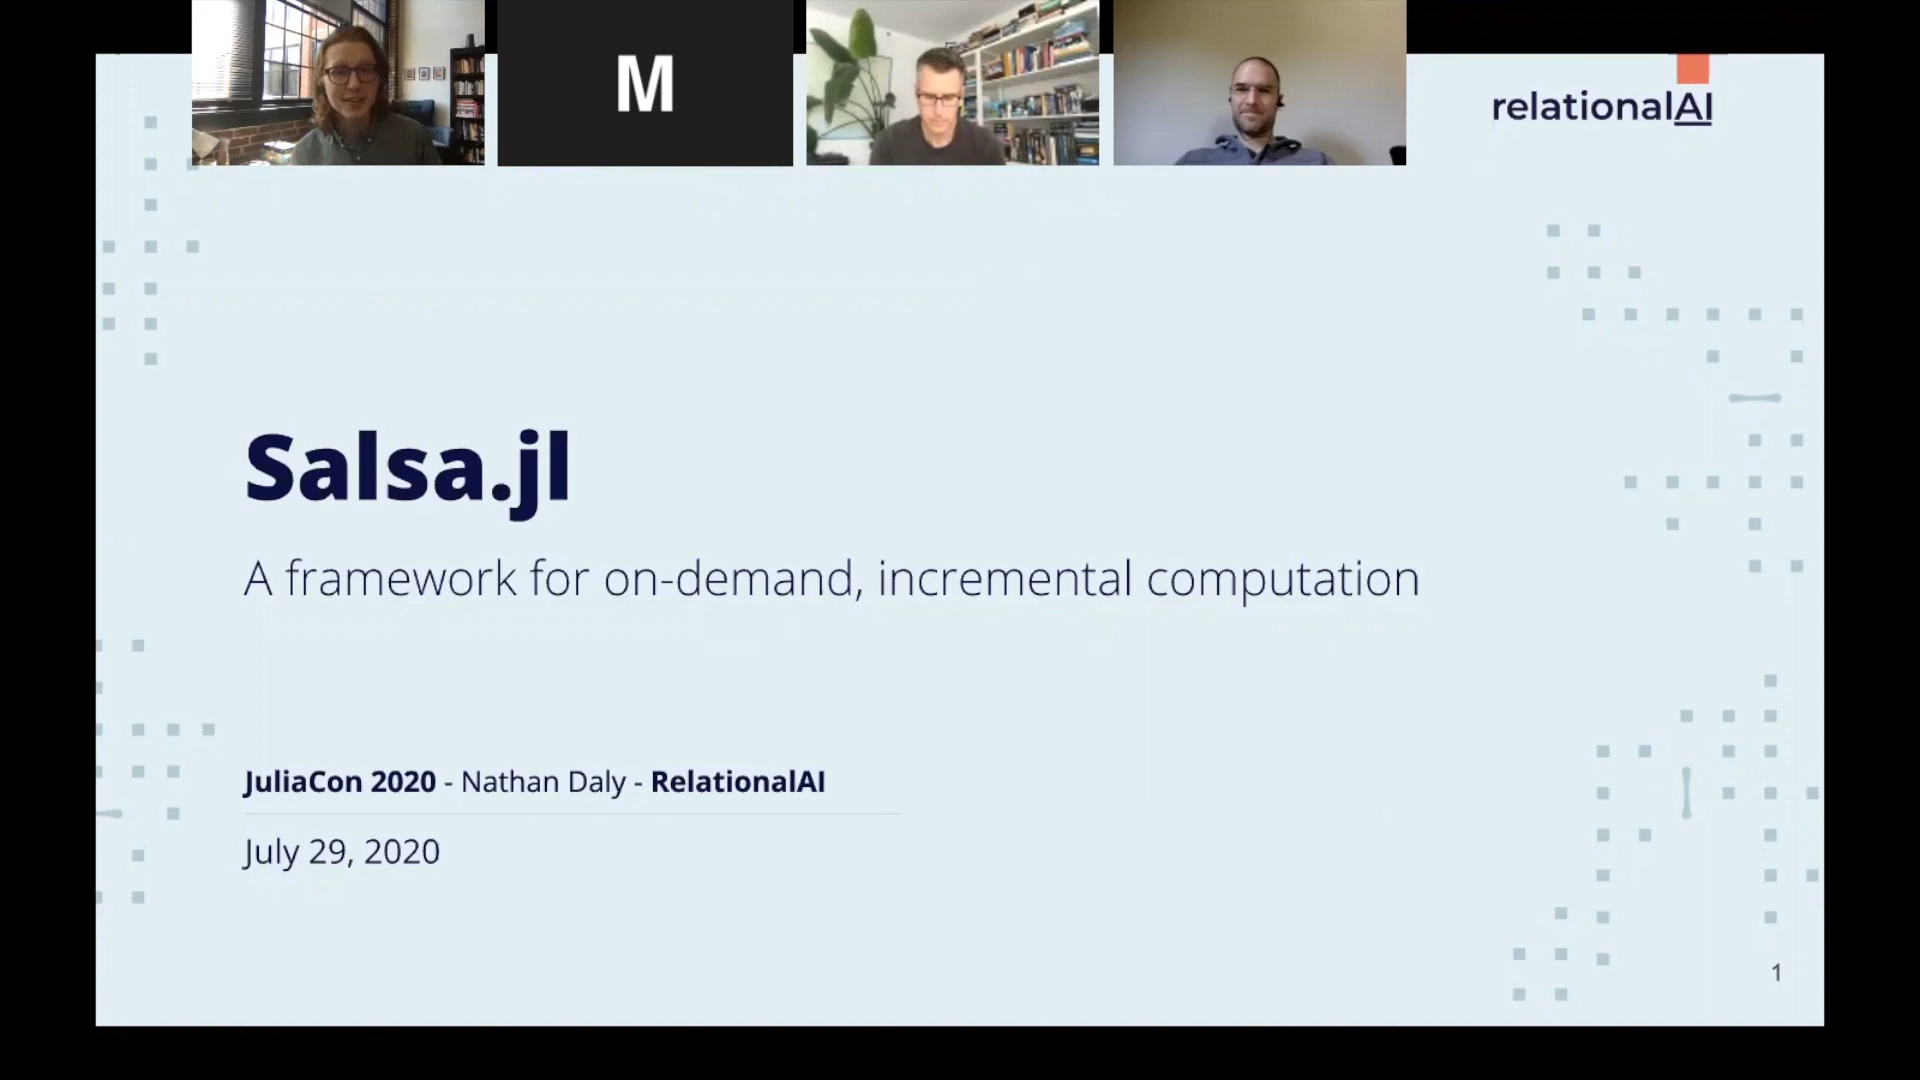 M
relationalAI
Salsa.jl
A framework for on-demand, incremental computation
JuliaCon 2020 - Nathan Daly - RelationalAI
July 29, 2020
1